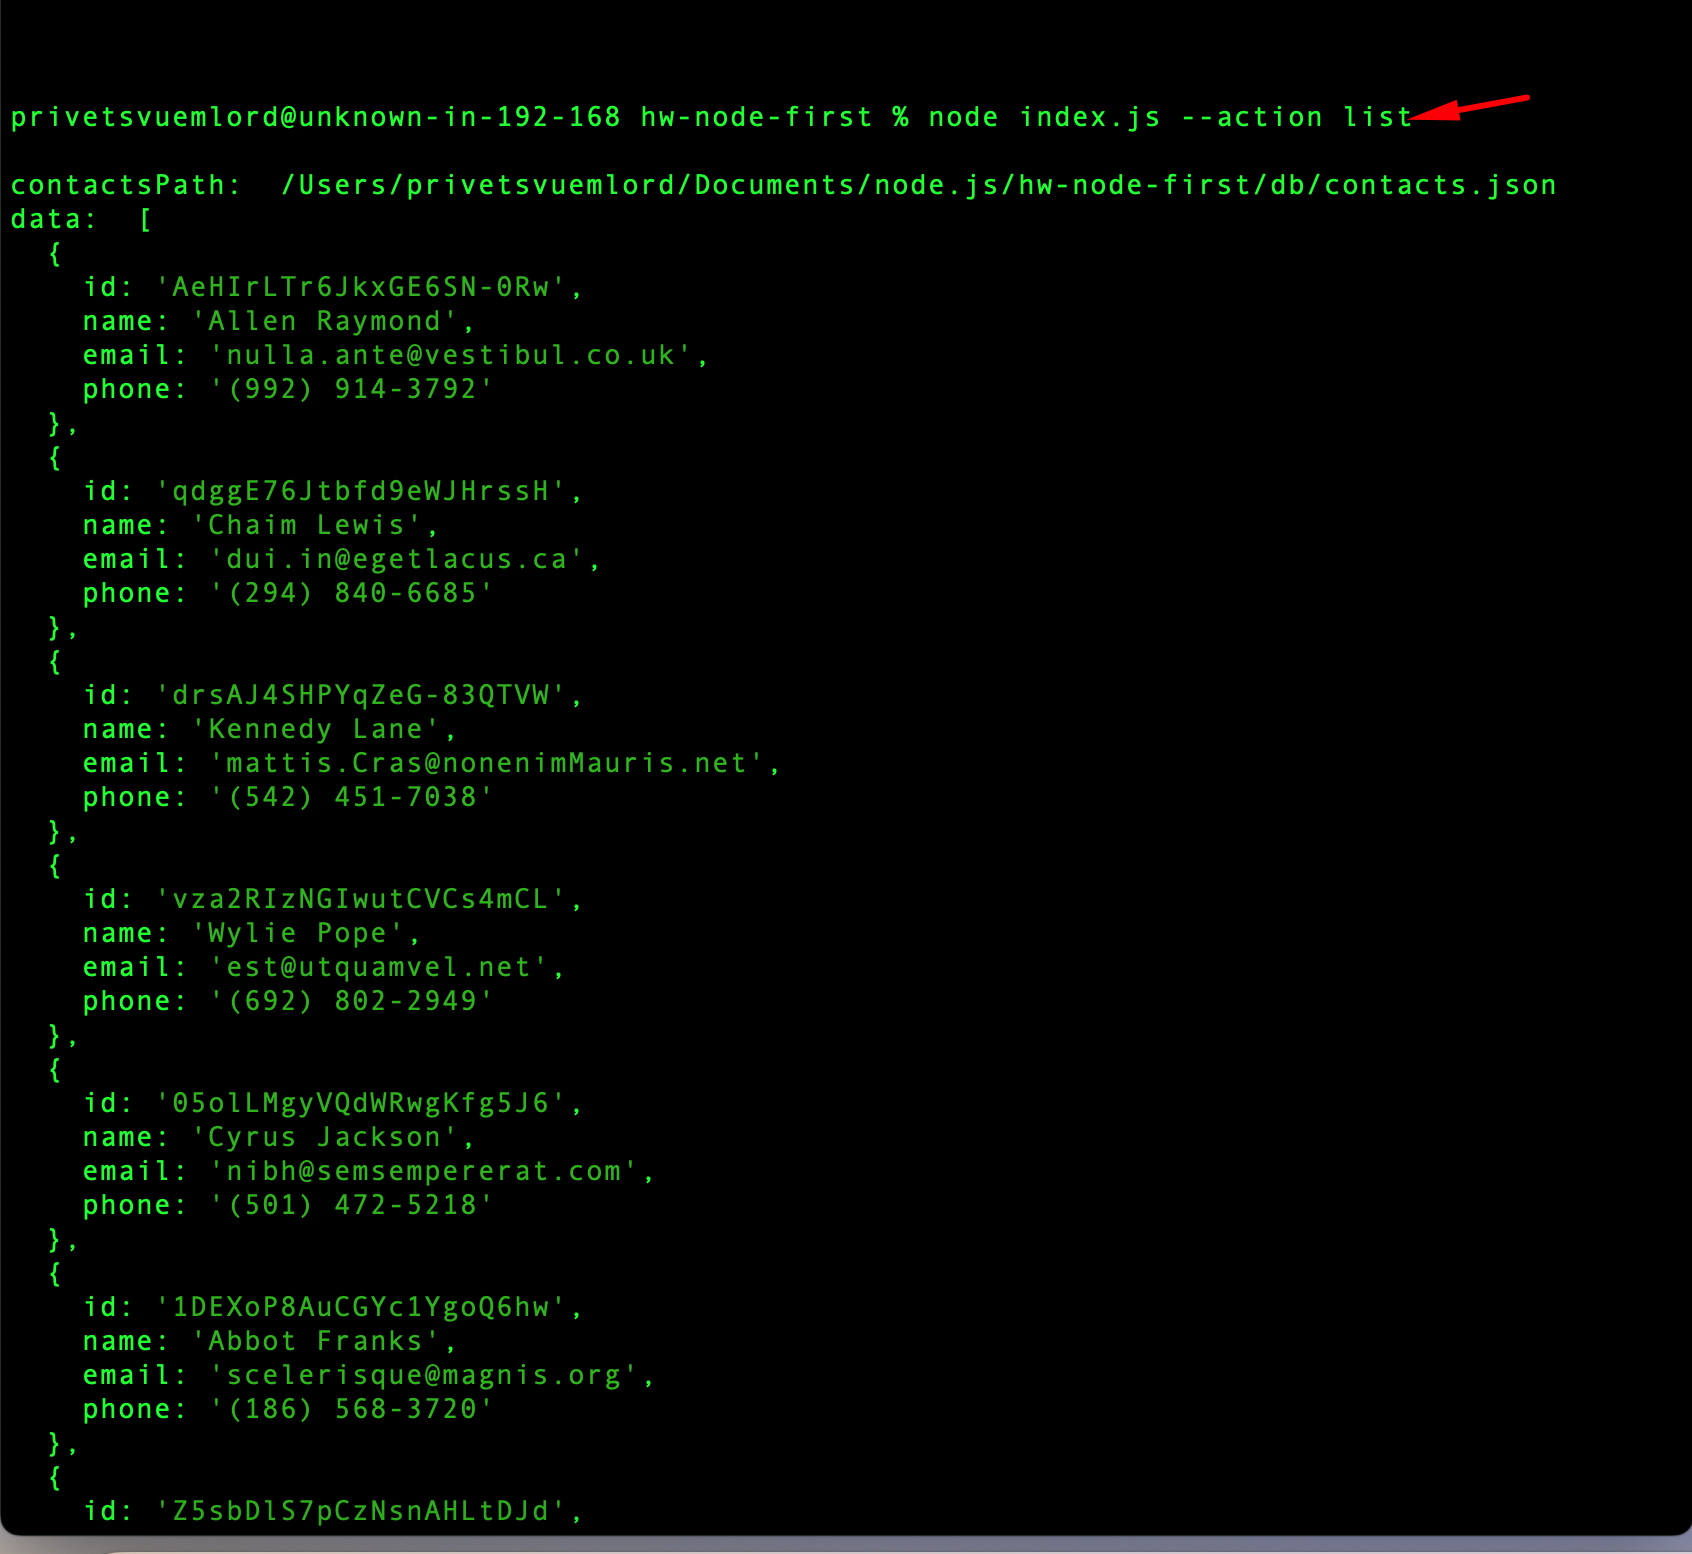 privetsvuemlord@unknown-in-192-168 hw-node-first % node index.js --action list
contactsPath:  /Users/privetsvuemlord/Documents/node.js/hw-node-first/db/contacts.json
data:  [
  {
    id: 'AeHIrLTr6JkxGE6SN-0Rw',
    name: 'Allen Raymond',
    email: 'nulla.ante@vestibul.co.uk',
    phone: '(992) 914-3792'
  },
  {
    id: 'qdggE76Jtbfd9eWJHrssH',
    name: 'Chaim Lewis',
    email: 'dui.in@egetlacus.ca',
    phone: '(294) 840-6685'
  },
  {
    id: 'drsAJ4SHPYqZeG-83QTVW',
    name: 'Kennedy Lane',
    email: 'mattis.Cras@nonenimMauris.net',
    phone: '(542) 451-7038'
  },
  {
    id: 'vza2RIzNGIwutCVCs4mCL',
    name: 'Wylie Pope',
    email: 'est@utquamvel.net',
    phone: '(692) 802-2949'
  },
  {
    id: '05olLMgyVQdWRwgKfg5J6',
    name: 'Cyrus Jackson',
    email: 'nibh@semsempererat.com',
    phone: '(501) 472-5218'
  },
  {
    id: '1DEXoP8AuCGYc1YgoQ6hw',
    name: 'Abbot Franks',
    email: 'scelerisque@magnis.org',
    phone: '(186) 568-3720'
  },
  {
    id: 'Z5sbDlS7pCzNsnAHLtDJd',